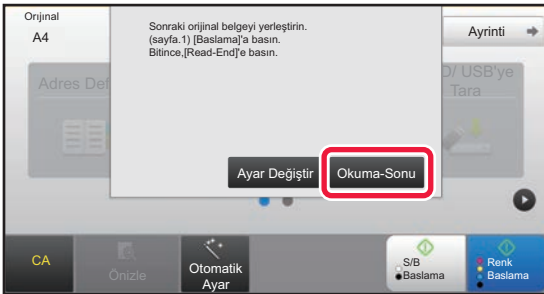 Orijınal
A4
Sonraki orijinal belgeyi yerleştirin.
(sayfa.1) [Baslama]'a basın.
Bitince,[Read-End]'e basın.
Ayrinti
Adres Def
D/ USB'ye
Tara
Ayar Değiştir
Okuma-Sonu
CA
Önizle
Otomatik
Ayar
S/B
Baslama
Renk
Baslama